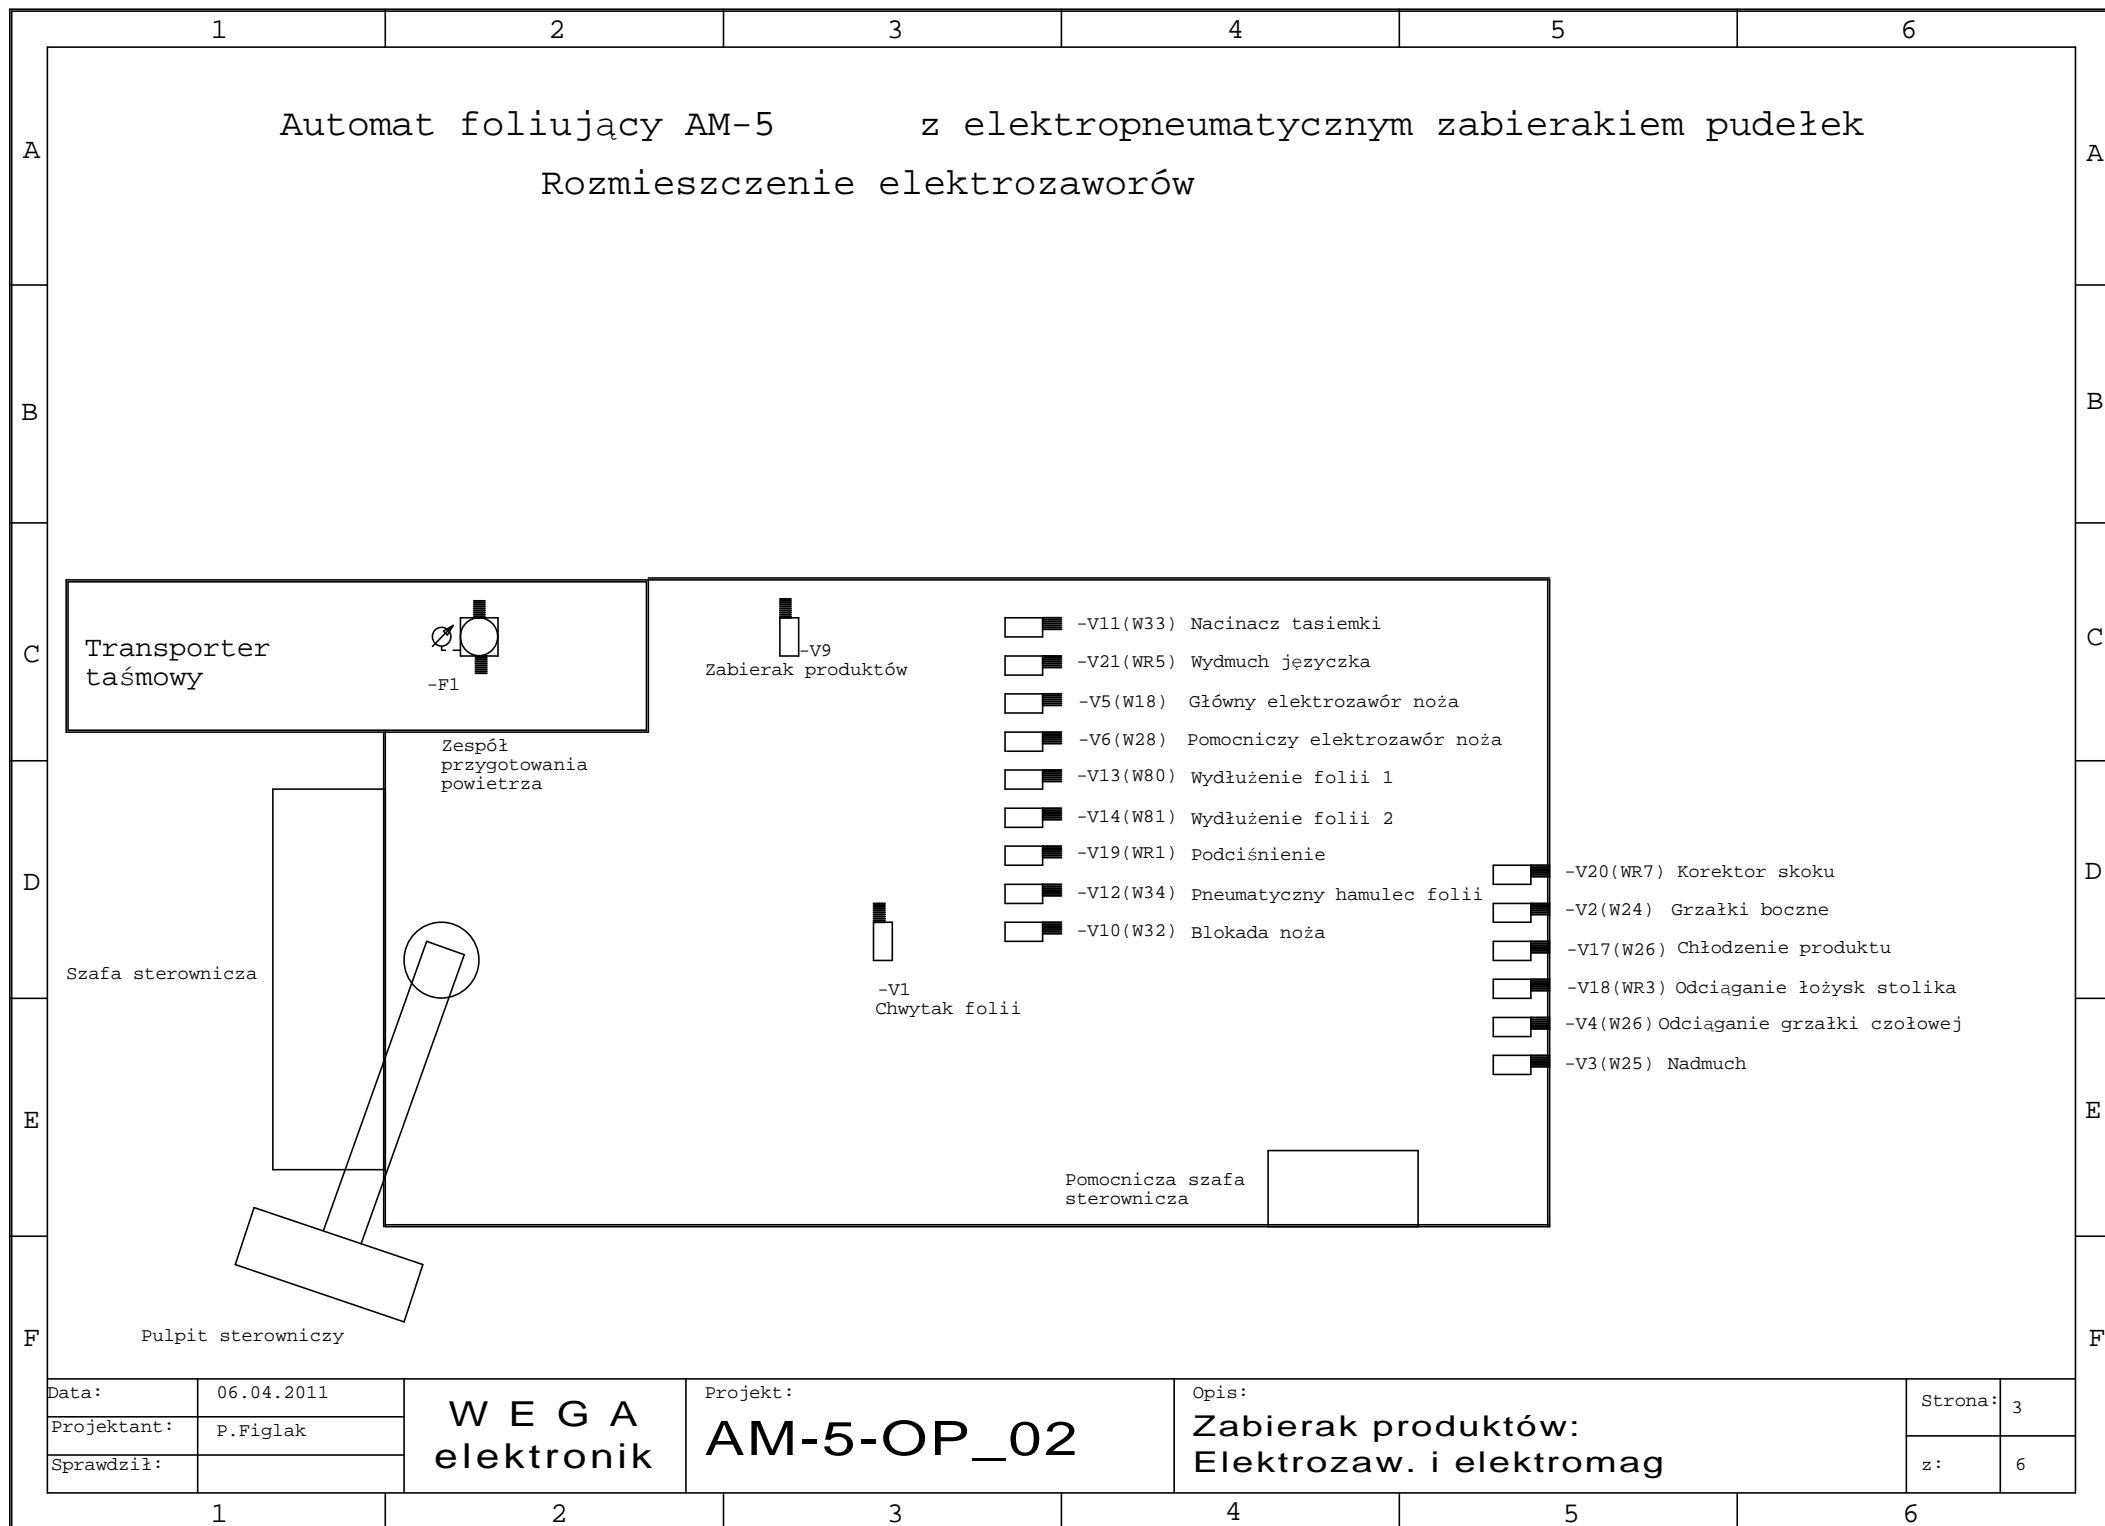 1 2 3 4 5 6
Automat foliujący AM-5 z elektropneumatycznym zabierakiem pudełek
A A
Rozmieszczenie elektrozaworów
B B
C C
Transporter
taśmowy
-F1
-V9
Zabierak produktów
Zespół
przygotowania
powietrza
-V11(W33) Nacinacz tasiemki
-V21(WR5) Wydmuch języczka
-V5(W18) Główny elektrozawór noża
-V6(W28) Pomocniczy elektrozawór noża
-V13(W80) Wydłużenie folii 1
-V14(W81) Wydłużenie folii 2
-V19(WR1) Podciśnienie
-V12(W34) Pneumatyczny hamulec folii
-V10(W32) Blokada noża
D D
-V20(WR7) Korektor skoku
-V2(W24) Grzałki boczne
-V17(W26) Chłodzenie produktu
-V18(WR3) Odciąganie łożysk stolika
-V4(W26) Odciąganie grzałki czołowej
-V3(W25) Nadmuch
Szafa sterownicza
-V1
Chwytak folii
E E
Pomocnicza szafa
sterownicza
F F
Pulpit sterowniczy
Data: 06.04.2011
Projektant: P.Figlak
Sprawdził:
W E G A
elektronik
Projekt:
AM-5-OP_02
Opis:
Zabierak produktów:
Elektrozaw. i elektromag
Strona: 3
z: 6
1 2 3 4 5 6